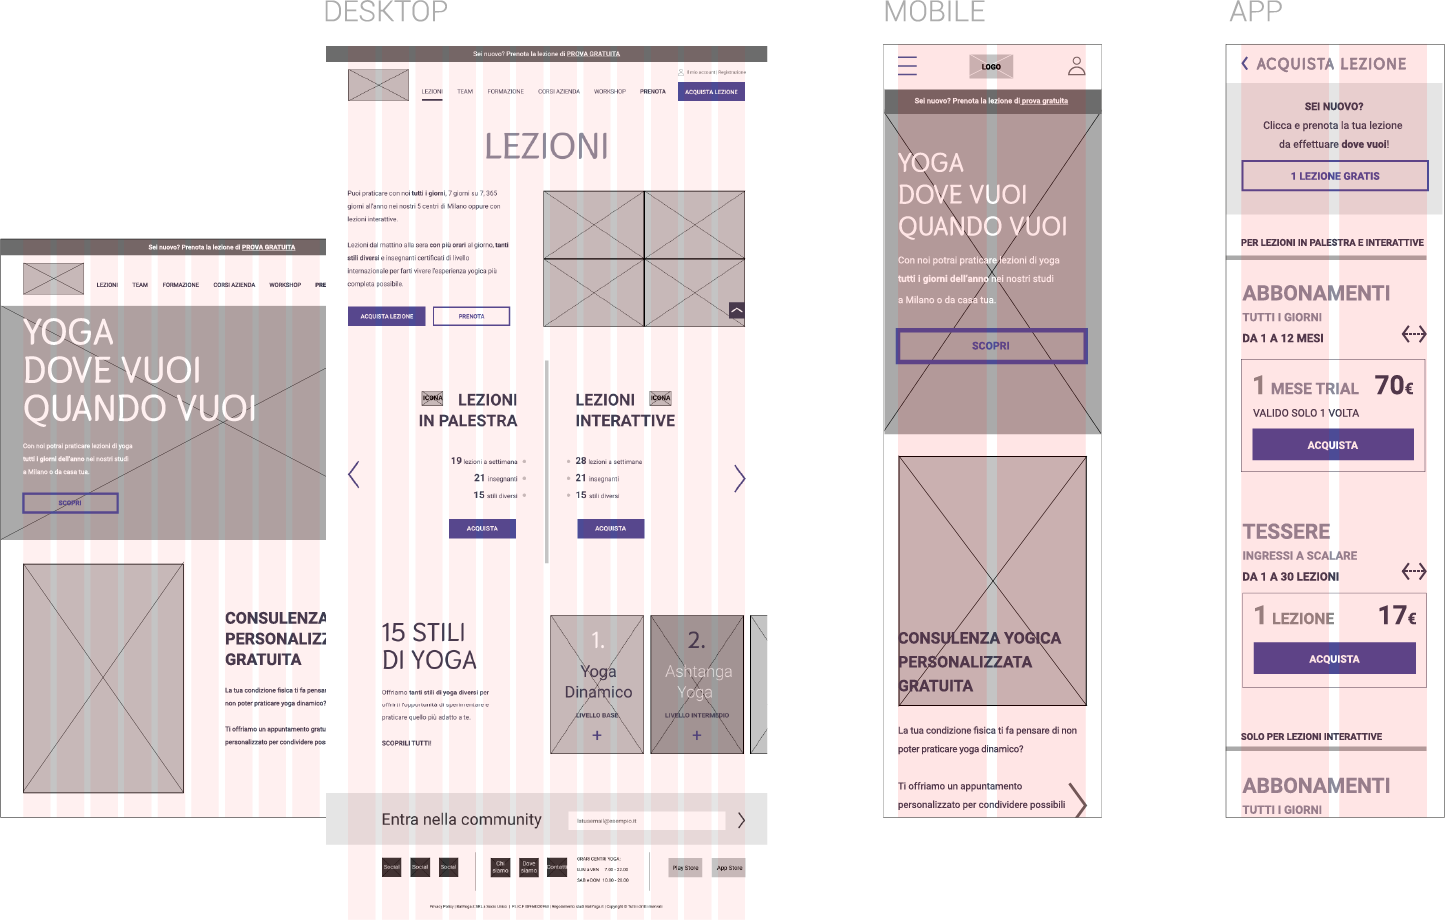 DESKTOP
Sei nuovo? Prenota la lezione di PROVA GRATUITA
LEZIONI TEAM FORMAZIONE CORSI AZIENDA WORKSHOP PRE
YOGA
DOVE VUOI
QUANDO VUOI
Con noi potrai praticare lezioni di yoga
tutti i giorni dell'anno nei nostri studi
a Milano o da casa tua.
SCOPRI
CONSULENZA
PERSONALIZZ
GRATUITA
La tua condizione fisica ti fa pensar
non poter praticare yoga dinamico?
Ti offriamo un appuntamento gratu
personalizzato per condividere pos
Sei nuovo? Prenota la lezione di PROVA GRATUITA
Il mio account | Registrazione
LEZIONI TEAM FORMAZIONE CORSI AZIENDA WORKSHOP PRENOTA ACQUISTA LEZIONE
LEZIONI
Puoi praticare con noi tutti i giorni, 7 giorni su 7, 365
giorni all'anno nei nostri 5 centri di Milano oppure con
lezioni interattive.
Lezioni dal mattino alla sera con più orari al giorno, tanti
stili diversi e insegnanti certificati di livello
internazionale per farti vivere l'esperienza yogica più
completa possibile.
ACQUISTA LEZIONE PRENOTA
ICONA LEZIONI
IN PALESTRA
19 lezioni a settimana
21 insegnanti
15 stili diversi
ACQUISTA
LEZIONI ICONA
INTERATTIVE
28 lezioni a settimane
21 insegnanti
15 stili diversi
ACQUISTA
15 STILI
DI YOGA
Offriamo tanti stili di yoga diversi per
offrirti l'opportunità di sperimentare e
praticare quello più adatto a te.
SCOPRILI TUTTI!
1.
Yoga
Dinamico
LIVELLO BASE
+
2.
Ashtanga
Yoga
LIVELLO INTERMEDIO
+
Entra nella community
latuaemail@esempio.it
Social Social Social
Chi siamo
Dove siamo
Contatti
ORARI CENTRI YOGA:
LUN a VEN 7.00 - 22.00
SAB e DOM 10.00 - 20.00
Play Store App Store
MOBILE
LOGO
Sei nuovo? Prenota la lezione di prova gratuita
YOGA
DOVE VUOI
QUANDO VUOI
Con noi potrai praticare lezioni di yoga
tutti i giorni dell'anno nei nostri studi
a Milano o da casa tua.
SCOPRI
CONSULENZA YOGICA
PERSONALIZZATA
GRATUITA
La tua condizione fisica ti fa pensare di non
poter praticare yoga dinamico?
Ti offriamo un appuntamento
personalizzato per condividere possibili
APP
ACQUISTA LEZIONE
SEI NUOVO?
Clicca e prenota la tua lezione
da effettuare dove vuoi!
1 LEZIONE GRATIS
PER LEZIONI IN PALESTRA E INTERATTIVE
ABBONAMENTI
TUTTI I GIORNI
DA 1 A 12 MESI
1 MESE TRIAL 70€
VALIDO SOLO 1 VOLTA
ACQUISTA
TESSERE
INGRESSI A SCALARE
DA 1 A 30 LEZIONI
1 LEZIONE 17€
ACQUISTA
SOLO PER LEZIONI INTERATTIVE
ABBONAMENTI
TUTTI I GIORNI